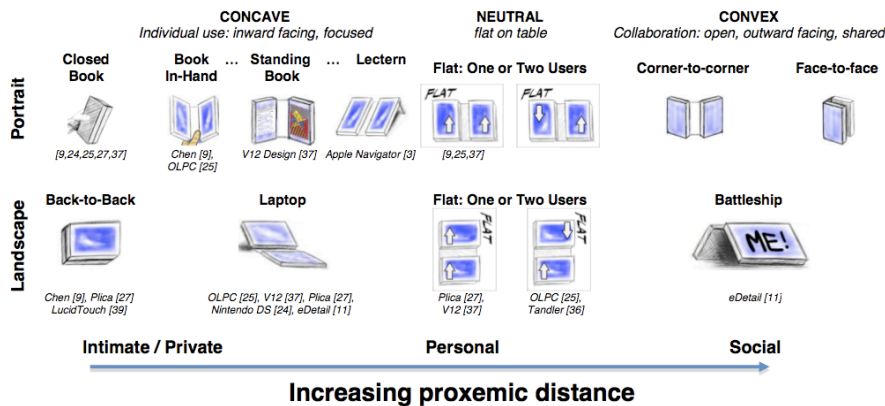 CONCAVE
Individual use: inward facing, focused
NEUTRAL
flat on table
CONVEX
Collaboration: open, outward facing, shared
Portrait
Closed
Book
Book
In-Hand
...
Standing
Book
...
Lectern
Flat: One or Two Users
Corner-to-corner
Face-to-face
FLAT
FLAT
[9,24,25,27,37]
Chen [9],
OLPC [25]
V12 Design [37]
Apple Navigator [3]
[9,25,37]
Landscape
Back-to-Back
Laptop
Flat: One or Two Users
Battleship
FLAT
FLAT
ME!
Chen [9], Plica [27]
LucidTouch [39]
OLPC [25], V12 [37], Plica [27],
Nintendo DS [24], eDetail [11]
Plica [27],
V12 [37]
OLPC [25],
Tandler [36]
eDetail [11]
Intimate / Private
Personal
Social
Increasing proxemic distance